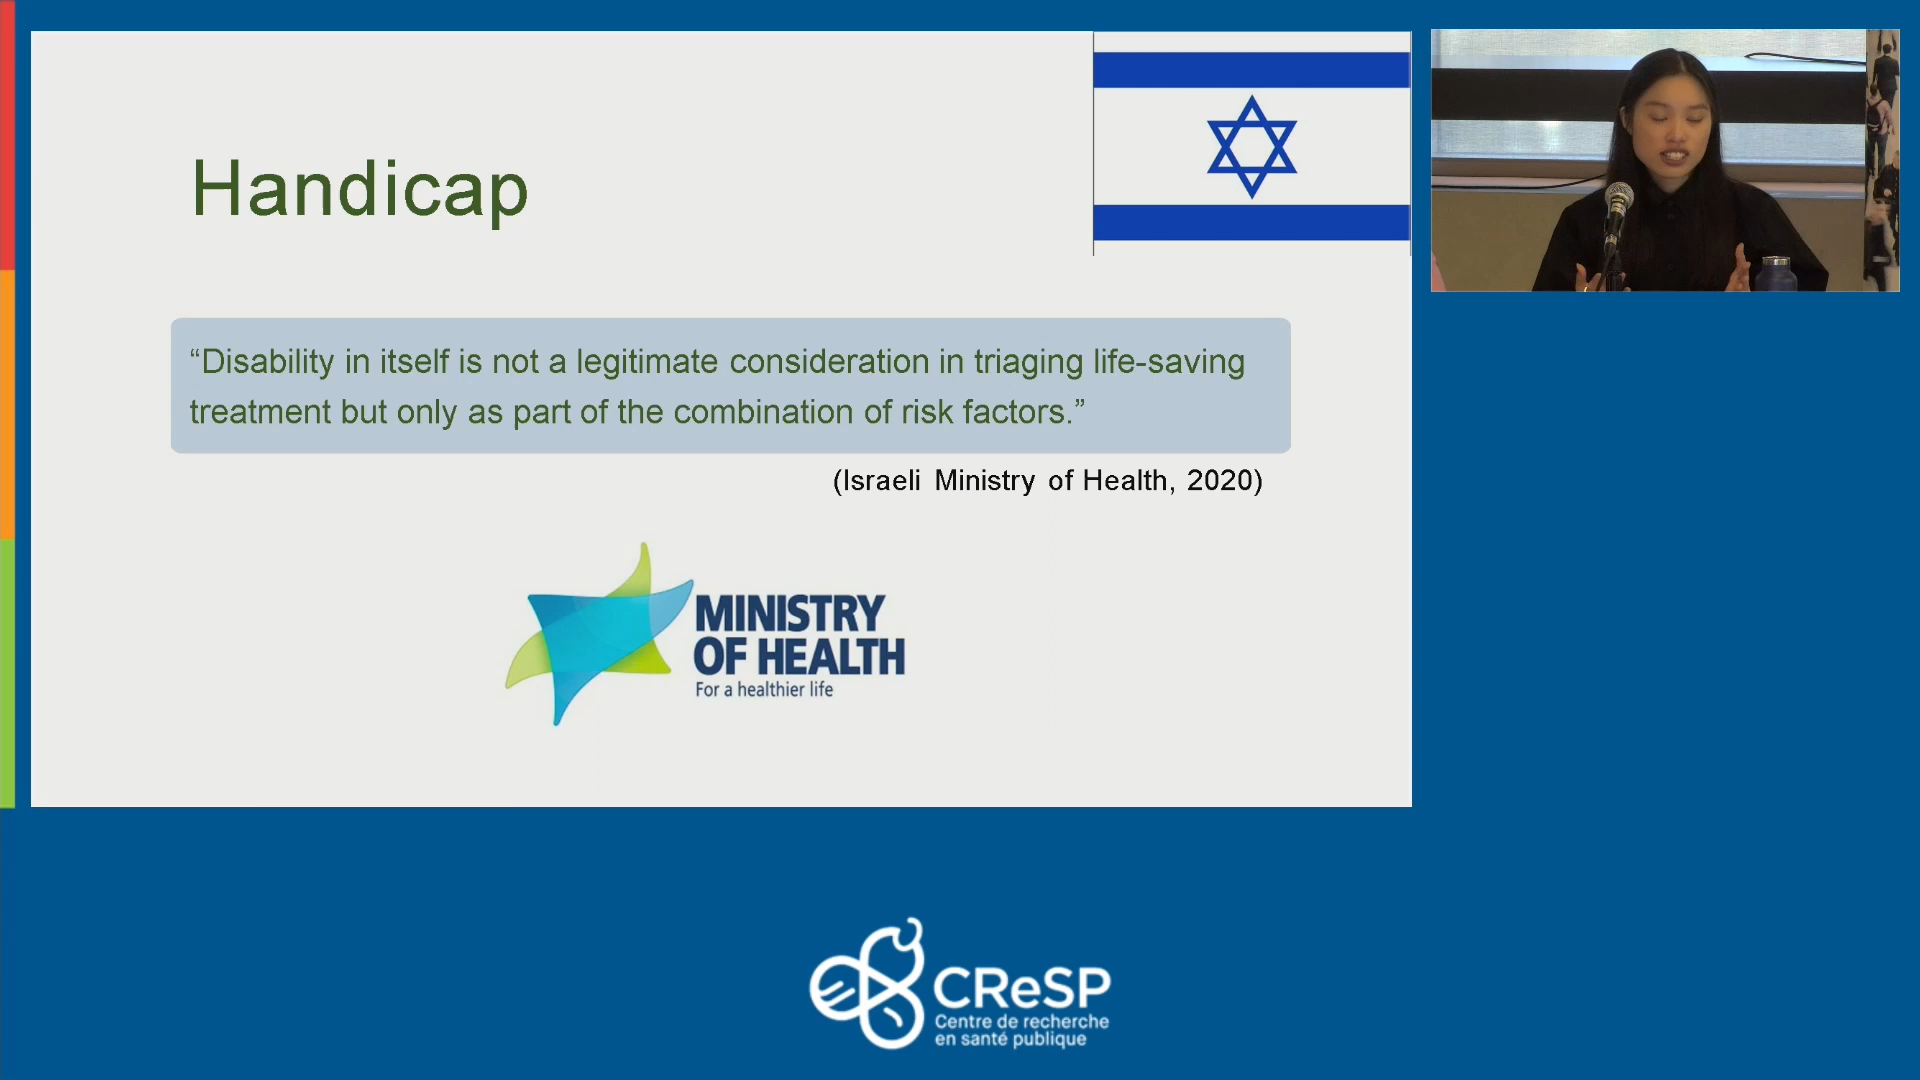 Handicap
“Disability in itself is not a legitimate consideration in triaging life-saving
treatment but only as part of the combination of risk factors.”
(Israeli Ministry of Health, 2020)
MINISTRY
OF HEALTH
For a healthier life
CReSP
Centre de recherche
en santé publique